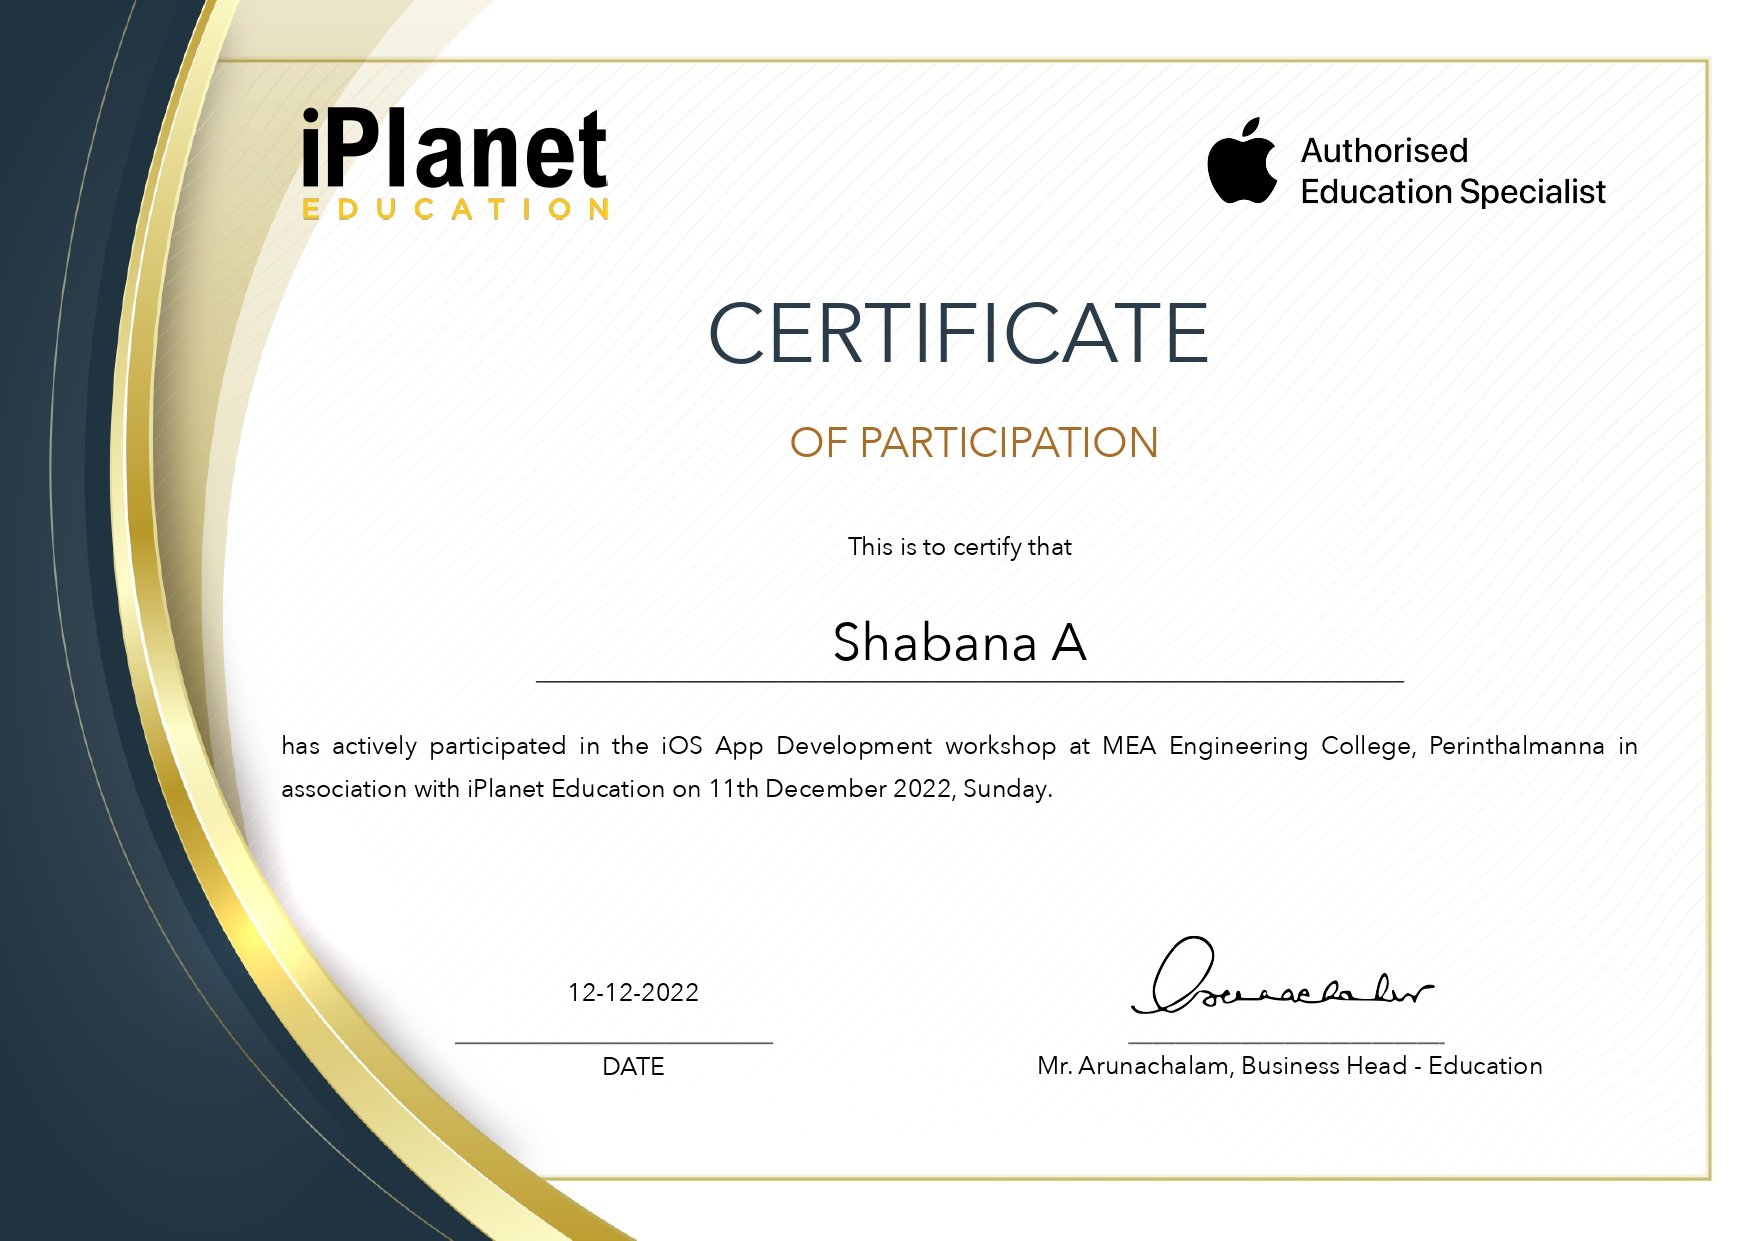 iPlanet
EDUCATION
Authorised
Education Specialist
CERTIFICATE
OF PARTICIPATION
This is to certify that
Shabana A
has actively participated in the iOS App Development workshop at MEA Engineering College, Perinthalmanna in
association with iPlanet Education on 11th December 2022, Sunday.
12-12-2022
DATE
Arunachalam
Mr. Arunachalam, Business Head - Education